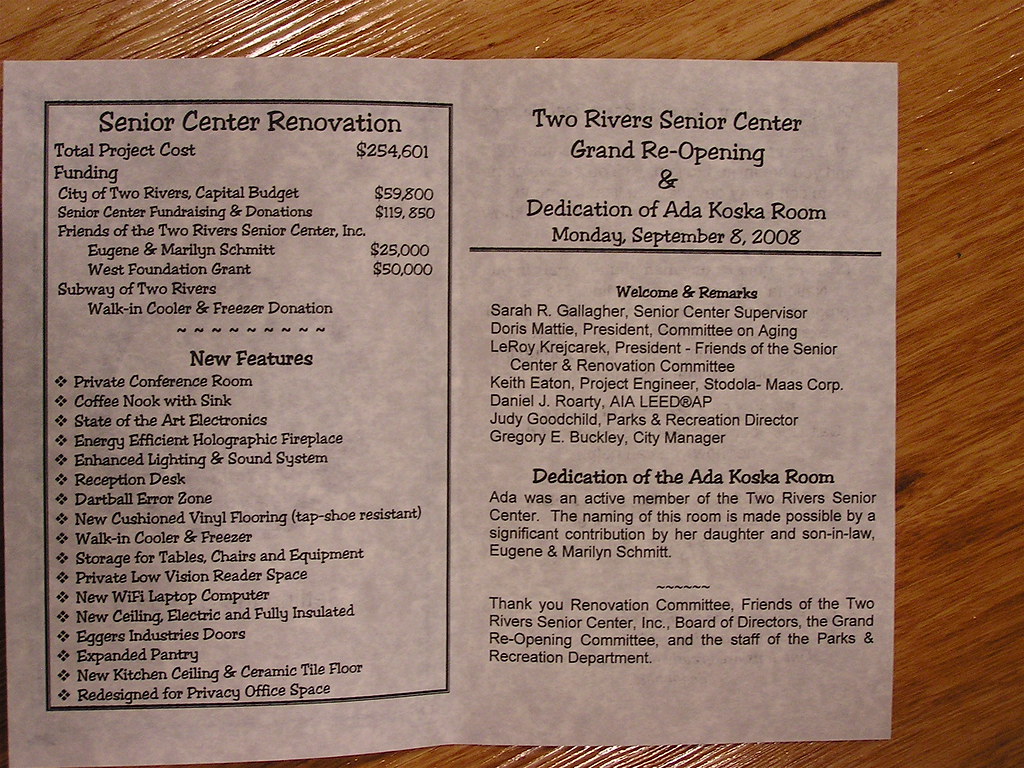 Senior Center Renovation
Total Project Cost $254,601
Funding
City of Two Rivers, Capital Budget $59,800
Senior Center Fundraising & Donations $119, 850
Friends of the Two Rivers Senior Center, Inc.
Eugene & Marilyn Schmitt $25,000
West Foundation Grant $50,000
Subway of Two Rivers
Walk-in Cooler & Freezer Donation
~ ~ ~ ~ ~ ~ ~ ~ ~
New Features
❖ Private Conference Room
❖ Coffee Nook with Sink
❖ State of the Art Electronics
❖ Energy Efficient Holographic Fireplace
❖ Enhanced Lighting & Sound System
❖ Reception Desk
❖ Dartball Error Zone
❖ New Cushioned Vinyl Flooring (tap-shoe resistant)
❖ Walk-in Cooler & Freezer
❖ Storage for Tables, Chairs and Equipment
❖ Private Low Vision Reader Space
❖ New WiFi Laptop Computer
❖ New Ceiling, Electric and Fully Insulated
❖ Eggers Industries Doors
❖ Expanded Pantry
❖ New Kitchen Ceiling & Ceramic Tile Floor
❖ Redesigned for Privacy Office Space
Two Rivers Senior Center
Grand Re-Opening
&
Dedication of Ada Koska Room
Monday, September 8, 2008
Welcome & Remarks
Sarah R. Gallagher, Senior Center Supervisor
Doris Mattie, President, Committee on Aging
LeRoy Krejcarek, President - Friends of the Senior
Center & Renovation Committee
Keith Eaton, Project Engineer, Stodola- Maas Corp.
Daniel J. Roarty, AIA LEED®AP
Judy Goodchild, Parks & Recreation Director
Gregory E. Buckley, City Manager
Dedication of the Ada Koska Room
Ada was an active member of the Two Rivers Senior
Center. The naming of this room is made possible by a
significant contribution by her daughter and son-in-law,
Eugene & Marilyn Schmitt.
~~~~~~
Thank you Renovation Committee, Friends of the Two
Rivers Senior Center, Inc., Board of Directors, the Grand
Re-Opening Committee, and the staff of the Parks &
Recreation Department.